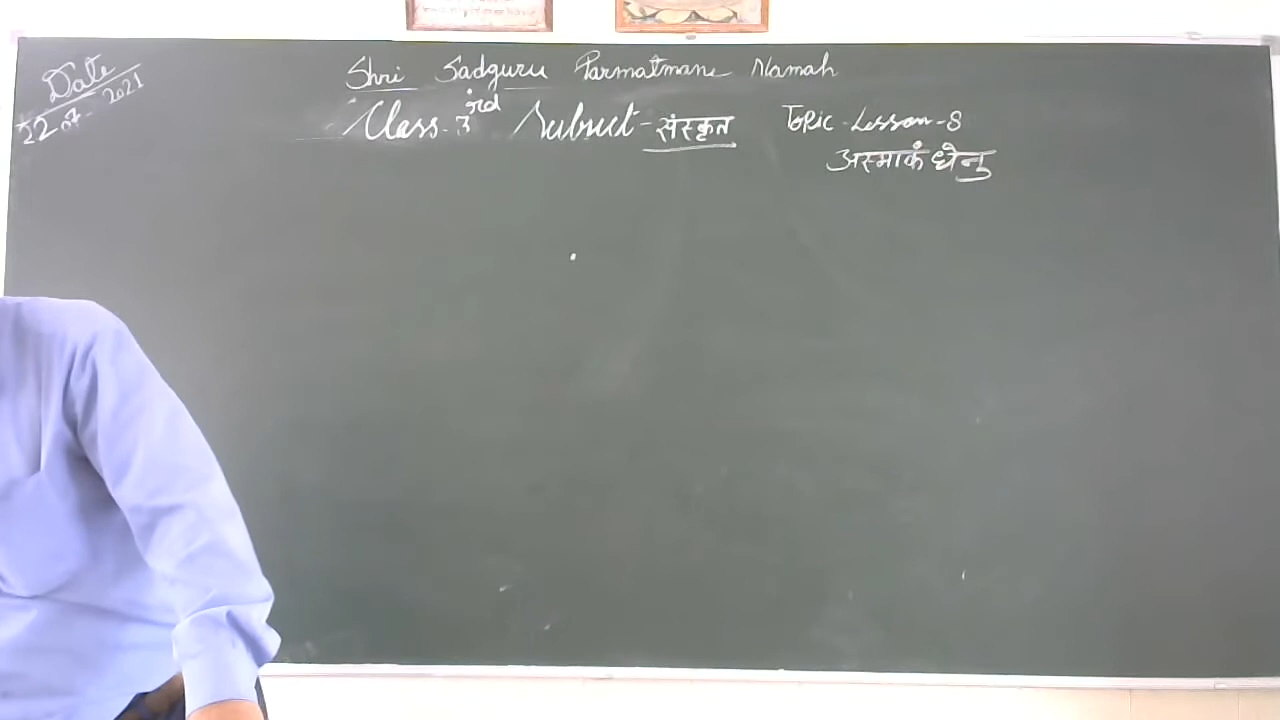 Shri Sadguru Parmatmane Namah
Date
22 07 2021
Class - 3rd Subject - संस्कृत Topic - Lesson - 8
अस्माकं धेनु